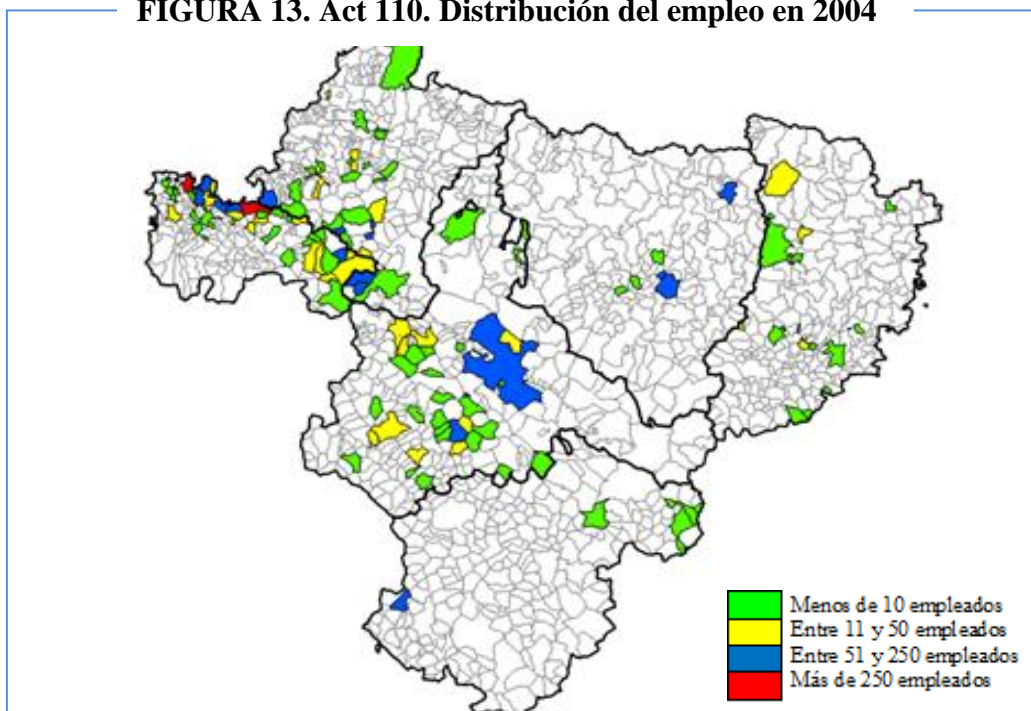 FIGURA 13. Act 110. Distribución del empleo en 2004
Menos de 10 empleados
Entre 11 y 50 empleados
Entre 51 y 250 empleados
Más de 250 empleados